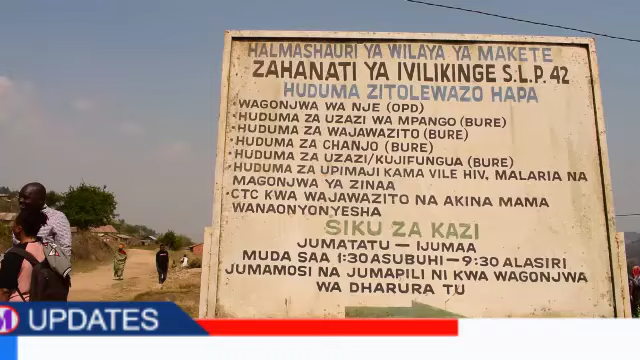 HALMASHAURI YA WILAYA YA MAKETE
ZAHANATI YA IVILIKINGE S.L.P. 42
HUDUMA ZITOLEWAZO HAPA
WAGONJWA WA NJE (OPD)
• HUDUMA ZA UZAZI WA MPANGO (BURE)
• HUDUMA ZA WAJAWAZITO (BURE)
• HUDUMA ZA CHANJO (BURE)
• HUDUMA ZA UZAZI/KUJIFUNGUA (BURE)
• HUDUMA ZA UPIMAJI KAMA VILE HIV, MALARIA NA
MAGONJWA YA ZINAA
• CTC KWA WAJAWAZITO NA AKINA MAMA
WANAONYONYESHA
SIKU ZA KAZI
JUMATATU – IJUMAA
MUDA SAA 1:30 ASUBUHI – 9:30 ALASIRI
JUMAMOSI NA JUMAPILI NI KWA WAGONJWA
WA DHARURA TU
UPDATES